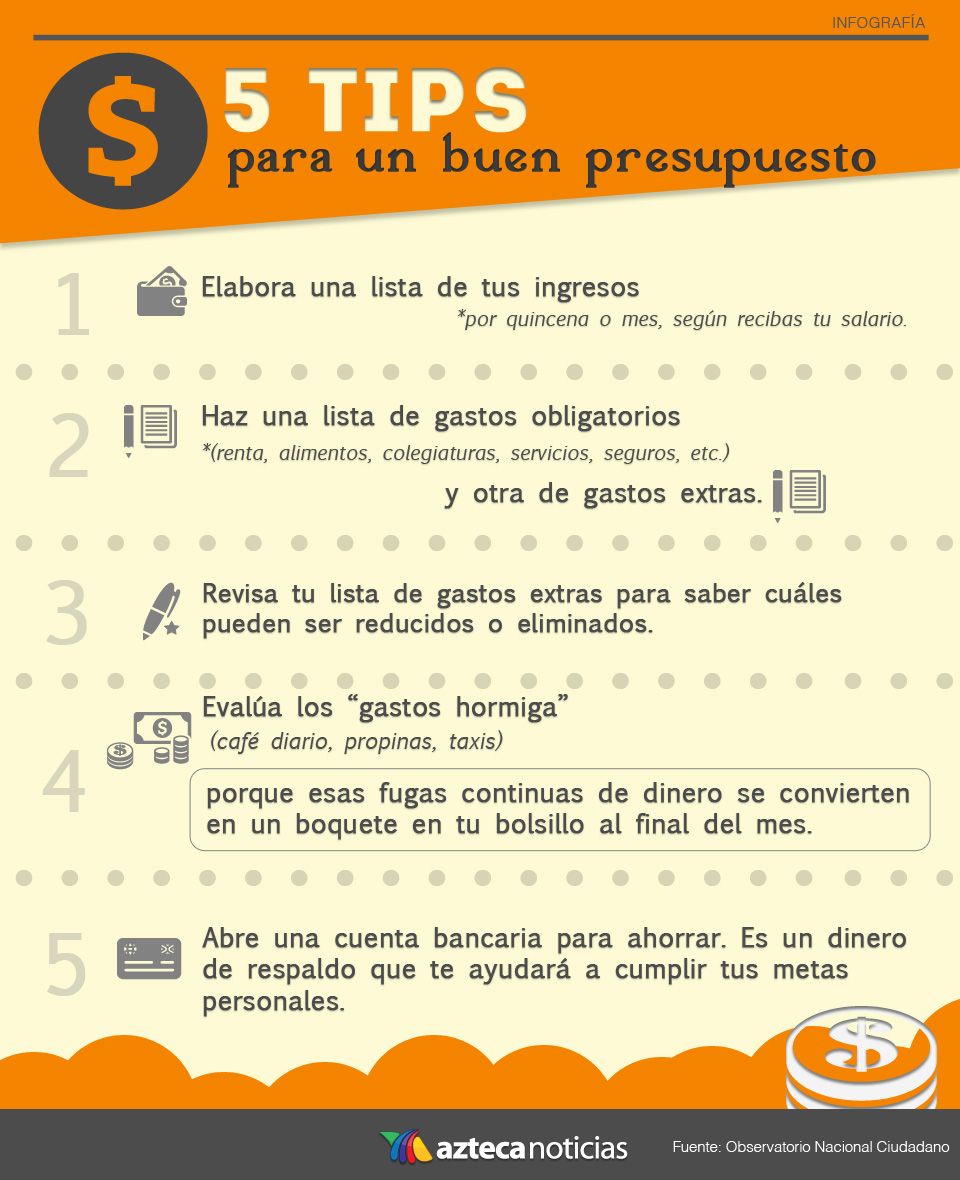 INFOGRAFÍA
$
5 TIPS
para un buen presupuesto
1
Elabora una lista de tus ingresos
*por quincena o mes, según recibas tu salario.
2
Haz una lista de gastos obligatorios
*(renta, alimentos, colegiaturas, servicios, seguros, etc.)
y otra de gastos extras.
3
Revisa tu lista de gastos extras para saber cuáles
pueden ser reducidos o eliminados.
4
Evalúa los “gastos hormiga”
(café diario, propinas, taxis)
porque esas fugas continuas de dinero se convierten
en un boquete en tu bolsillo al final del mes.
5
Abre una cuenta bancaria para ahorrar. Es un dinero
de respaldo que te ayudará a cumplir tus metas
personales.
$
aztecanoticias
Fuente: Observatorio Nacional Ciudadano